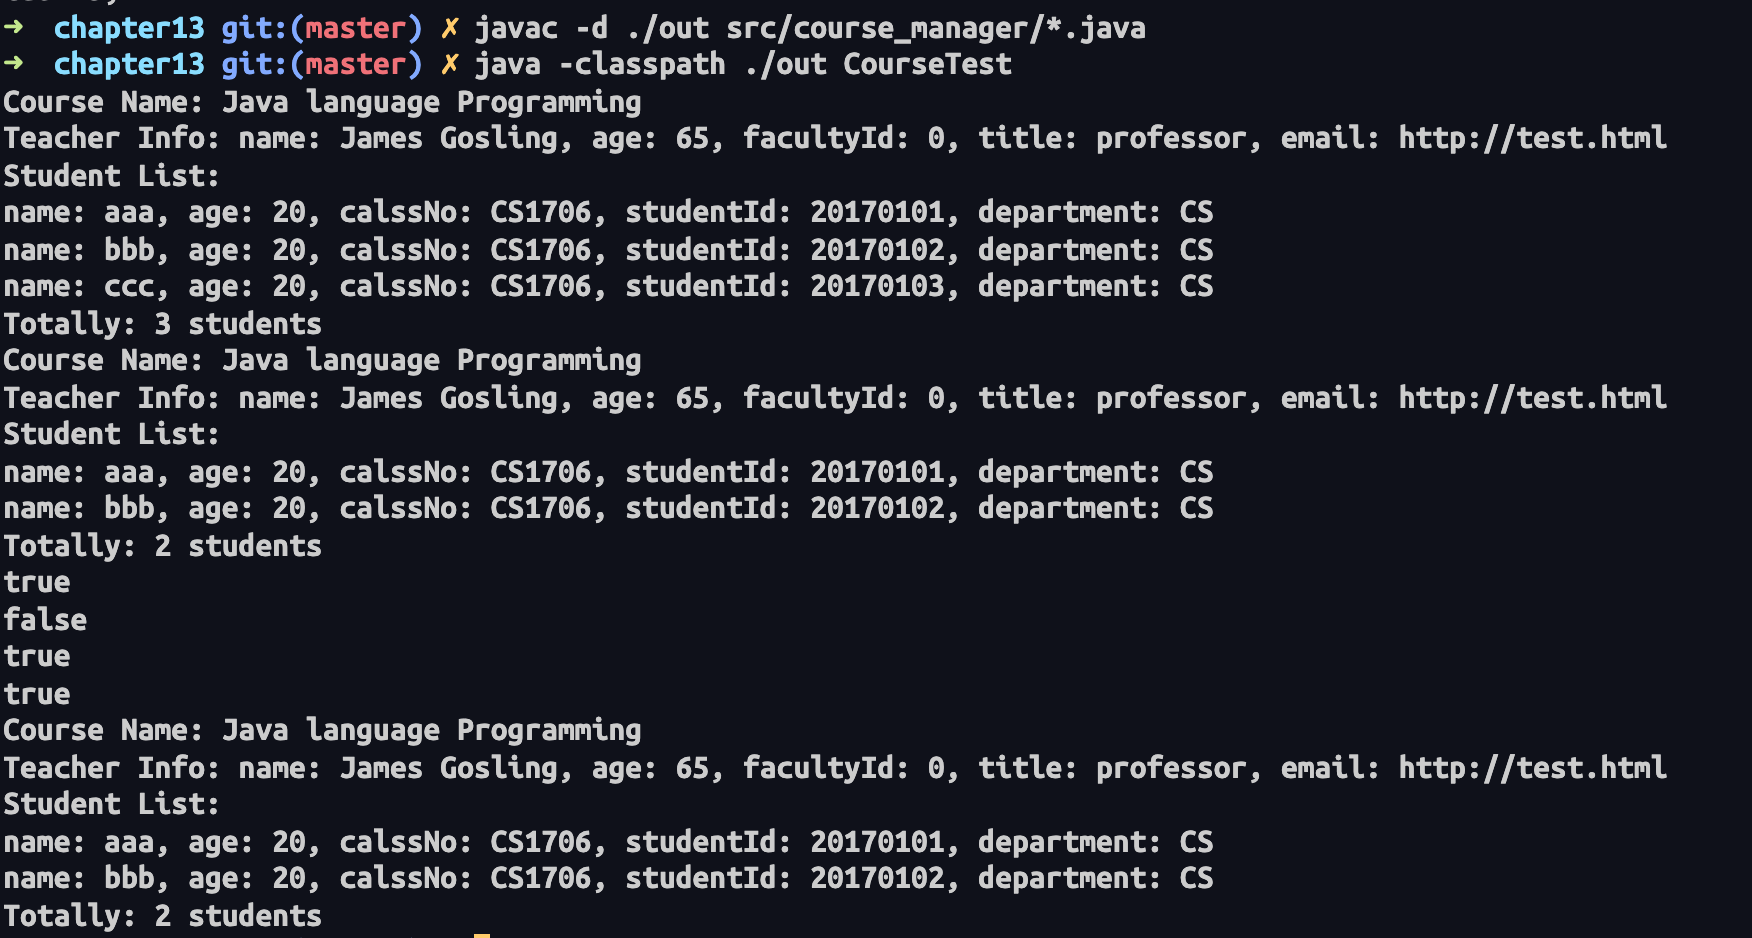 ➜  chapter13 git:(master) ✗ javac -d ./out src/course_manager/*.java
➜  chapter13 git:(master) ✗ java -classpath ./out CourseTest
Course Name: Java language Programming
Teacher Info: name: James Gosling, age: 65, facultyId: 0, title: professor, email: http://test.html
Student List:
name: aaa, age: 20, calssNo: CS1706, studentId: 20170101, department: CS
name: bbb, age: 20, calssNo: CS1706, studentId: 20170102, department: CS
name: ccc, age: 20, calssNo: CS1706, studentId: 20170103, department: CS
Totally: 3 students
Course Name: Java language Programming
Teacher Info: name: James Gosling, age: 65, facultyId: 0, title: professor, email: http://test.html
Student List:
name: aaa, age: 20, calssNo: CS1706, studentId: 20170101, department: CS
name: bbb, age: 20, calssNo: CS1706, studentId: 20170102, department: CS
Totally: 2 students
true
false
true
true
Course Name: Java language Programming
Teacher Info: name: James Gosling, age: 65, facultyId: 0, title: professor, email: http://test.html
Student List:
name: aaa, age: 20, calssNo: CS1706, studentId: 20170101, department: CS
name: bbb, age: 20, calssNo: CS1706, studentId: 20170102, department: CS
Totally: 2 students